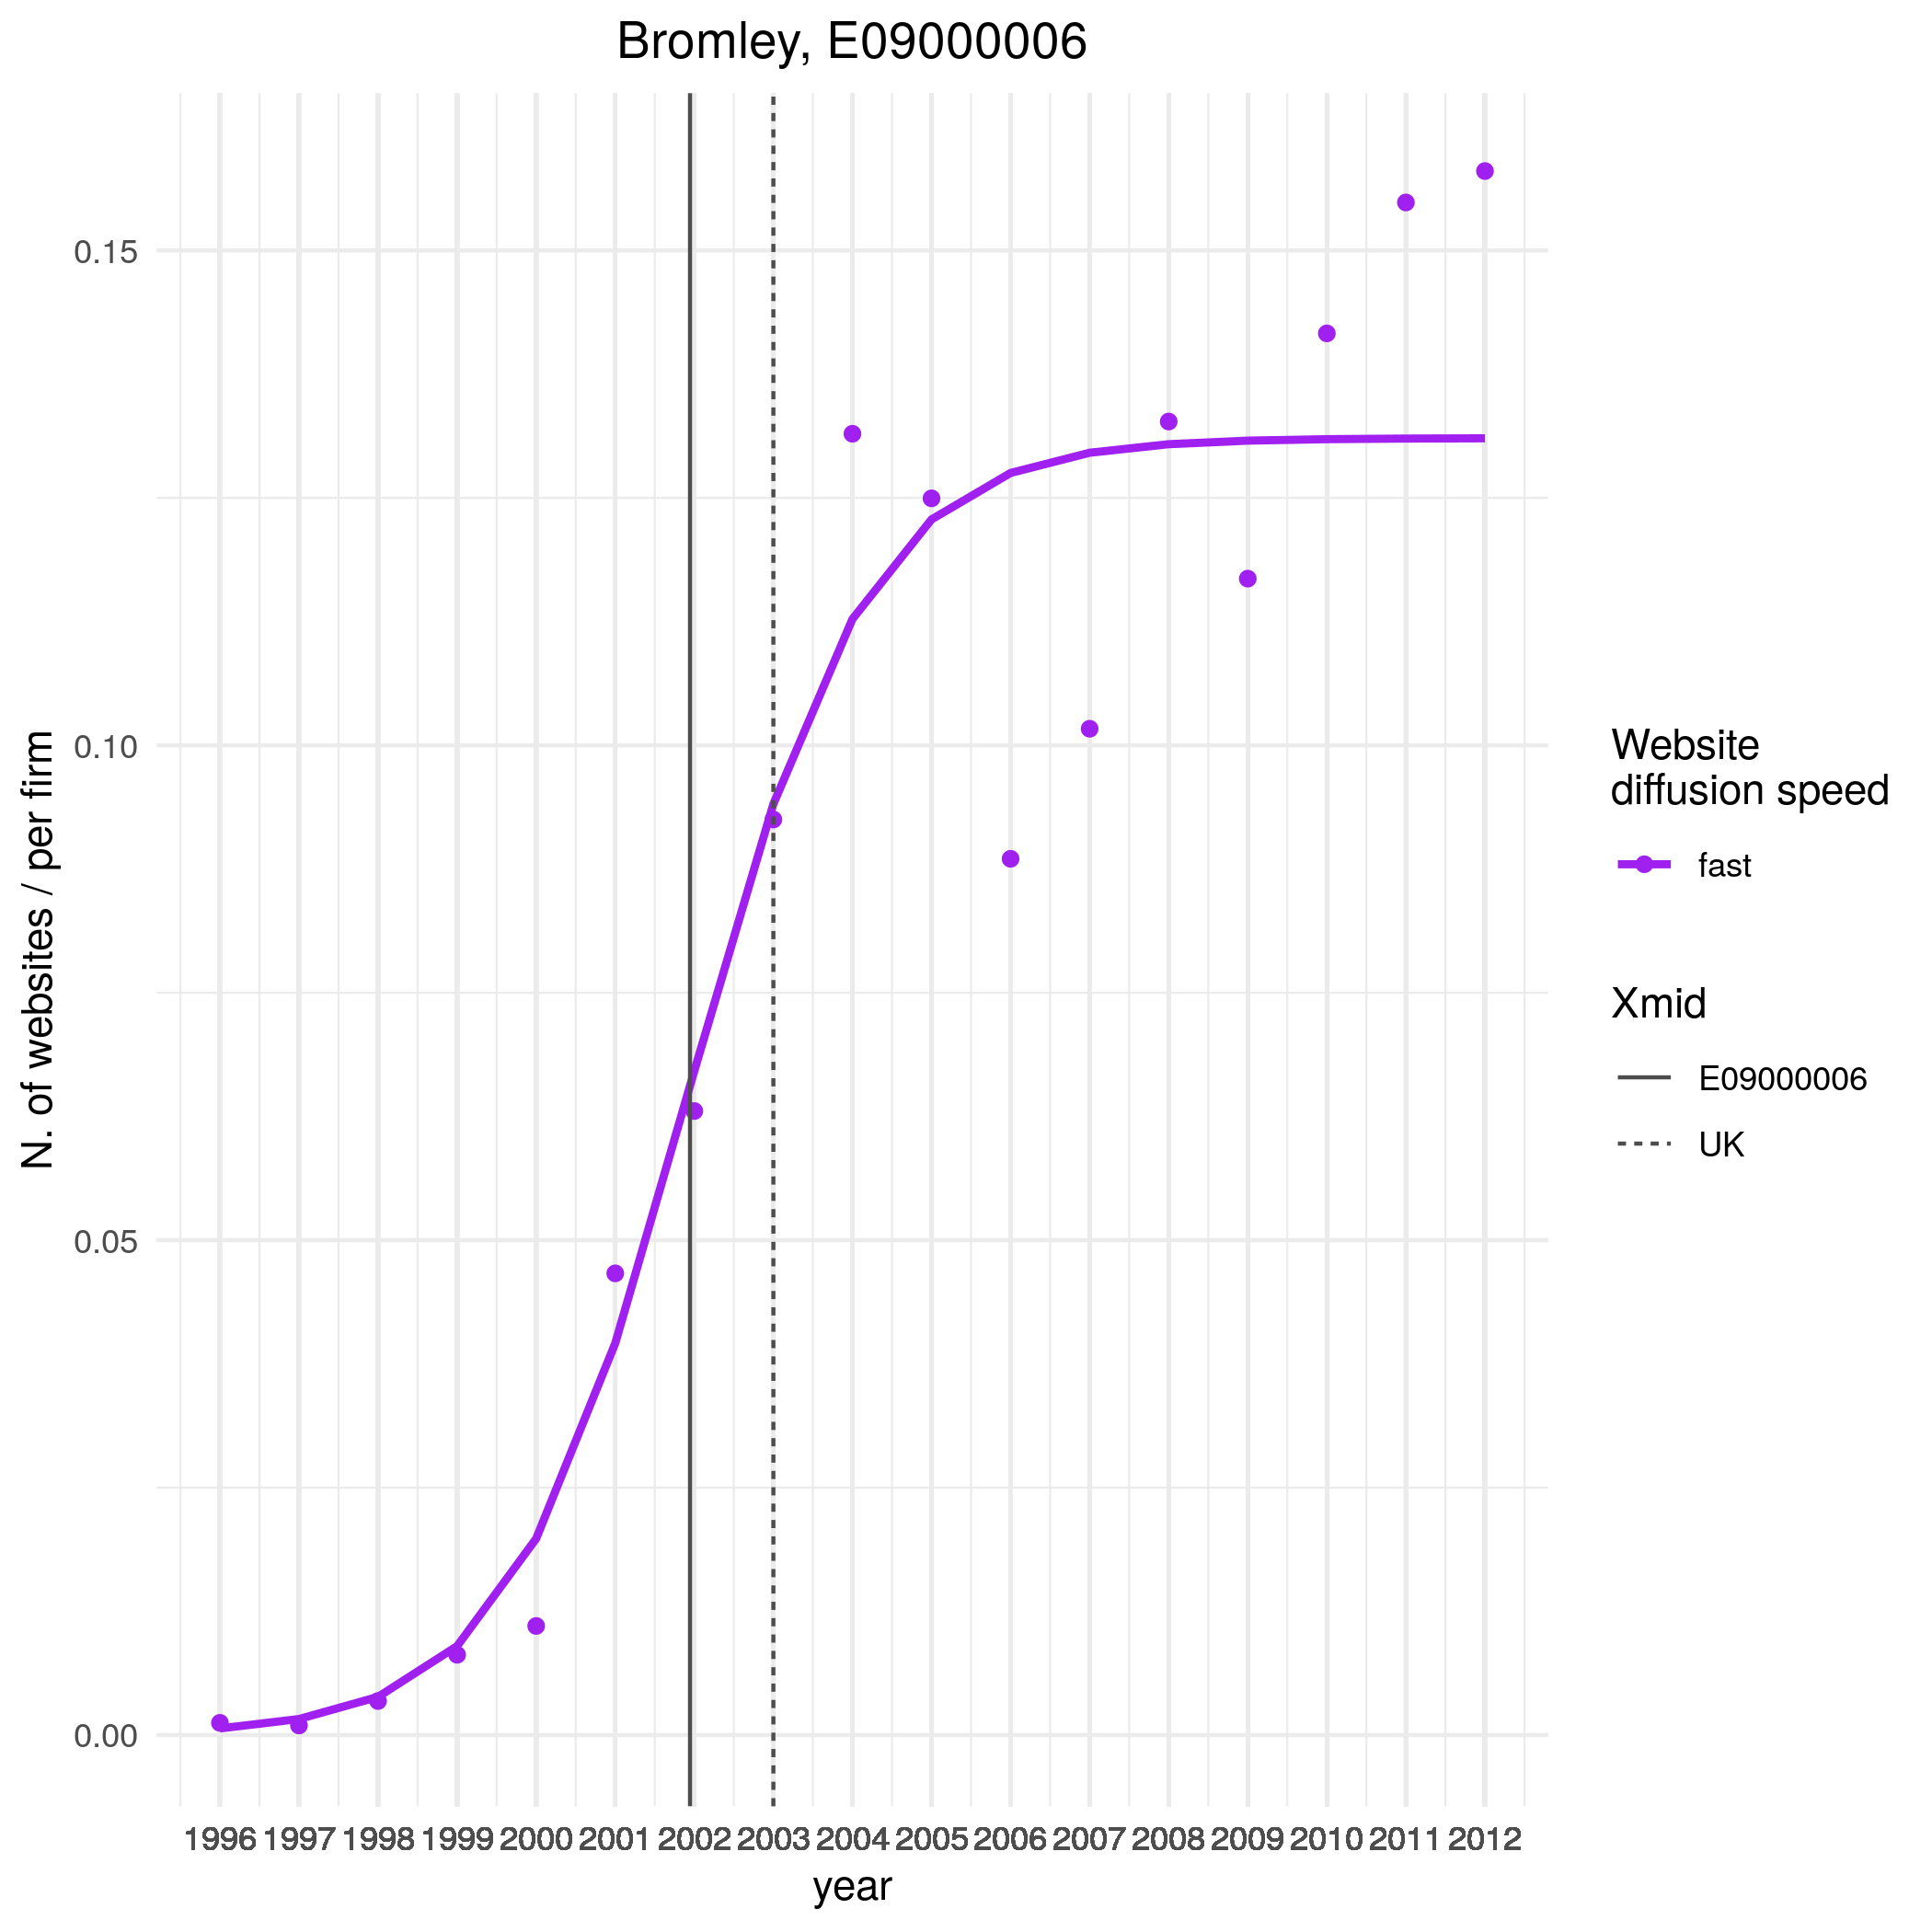 Bromley, E09000006
N. of websites / per firm
0.15
0.10
0.05
0.00
1996 1997 1998 1999 2000 2001 2002 2003 2004 2005 2006 2007 2008 2009 2010 2011 2012
year
Website
diffusion speed
fast
Xmid
E09000006
UK